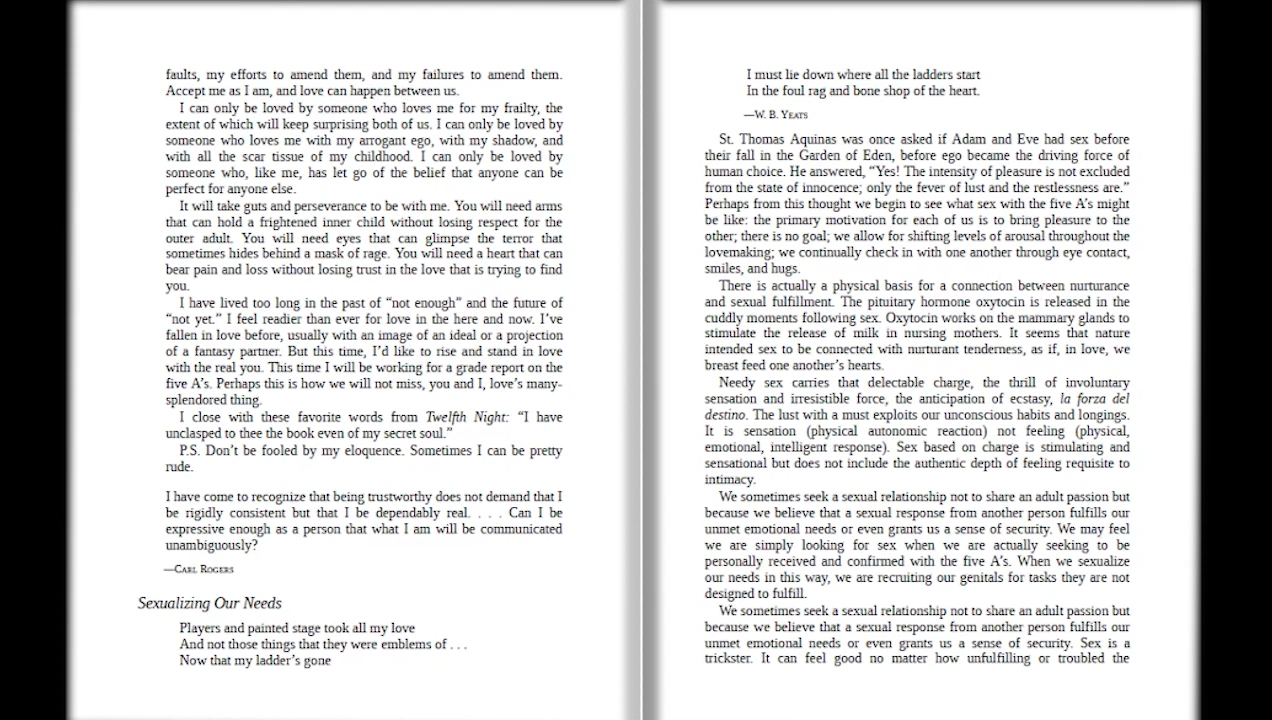 faults, my efforts to amend them, and my failures to amend them.
Accept me as I am, and love can happen between us.
I can only be loved by someone who loves me for my frailty, the
extent of which will keep surprising both of us. I can only be loved by
someone who loves me with my arrogant ego, with my shadow, and
with all the scar tissue of my childhood. I can only be loved by
someone who, like me, has let go of the belief that anyone can be
perfect for anyone else.
It will take guts and perseverance to be with me. You will need arms
that can hold a frightened inner child without losing respect for the
outer adult. You will need eyes that can glimpse the terror that
sometimes hides behind a mask of rage. You will need a heart that can
bear pain and loss without losing trust in the love that is trying to find
you.
I have lived too long in the past of “not enough” and the future of
“not yet.” I feel readier than ever for love in the here and now. I’ve
fallen in love before, usually with an image of an ideal or a projection
of a fantasy partner. But this time, I’d like to rise and stand in love
with the real you. This time I will be working for a grade report on the
five A’s. Perhaps this is how we will not miss, you and I, love’s many-
splendored thing.
I close with these favorite words from Twelfth Night: “I have
unclasped to thee the book even of my secret soul.”
P.S. Don’t be fooled by my eloquence. Sometimes I can be pretty
rude.
I have come to recognize that being trustworthy does not demand that I
be rigidly consistent but that I be dependably real. . . . Can I be
expressive enough as a person that what I am will be communicated
unambiguously?
—Carl Rogers
Sexualizing Our Needs
Players and painted stage took all my love
And not those things that they were emblems of . . .
Now that my ladder’s gone
I must lie down where all the ladders start
In the foul rag and bone shop of the heart.
—W. B. Yeats
St. Thomas Aquinas was once asked if Adam and Eve had sex before
their fall in the Garden of Eden, before ego became the driving force of
human choice. He answered, “Yes! The intensity of pleasure is not excluded
from the state of innocence; only the fever of lust and the restlessness are.”
Perhaps from this thought we begin to see what sex with the five A’s might
be like: the primary motivation for each of us is to bring pleasure to the
other; there is no goal; we allow for shifting levels of arousal throughout the
lovemaking; we continually check in with one another through eye contact,
smiles, and hugs.
There is actually a physical basis for a connection between nurturance
and sexual fulfillment. The pituitary hormone oxytocin is released in the
cuddly moments following sex. Oxytocin works on the mammary glands to
stimulate the release of milk in nursing mothers. It seems that nature
intended sex to be connected with nurturant tenderness, as if, in love, we
breast feed one another’s hearts.
Needy sex carries that delectable charge, the thrill of involuntary
sensation and irresistible force, the anticipation of ecstasy, la forza del
destino. The lust with a must exploits our unconscious habits and longings.
It is sensation (physical autonomic reaction) not feeling (physical,
emotional, intelligent response). Sex based on charge is stimulating and
sensational but does not include the authentic depth of feeling requisite to
intimacy.
We sometimes seek a sexual relationship not to share an adult passion but
because we believe that a sexual response from another person fulfills our
unmet emotional needs or even grants us a sense of security. We may feel
we are simply looking for sex when we are actually seeking to be
personally received and confirmed with the five A’s. When we sexualize
our needs in this way, we are recruiting our genitals for tasks they are not
designed to fulfill.
We sometimes seek a sexual relationship not to share an adult passion but
because we believe that a sexual response from another person fulfills our
unmet emotional needs or even grants us a sense of security. Sex is a
trickster. It can feel good no matter how unfulfilling or troubled the